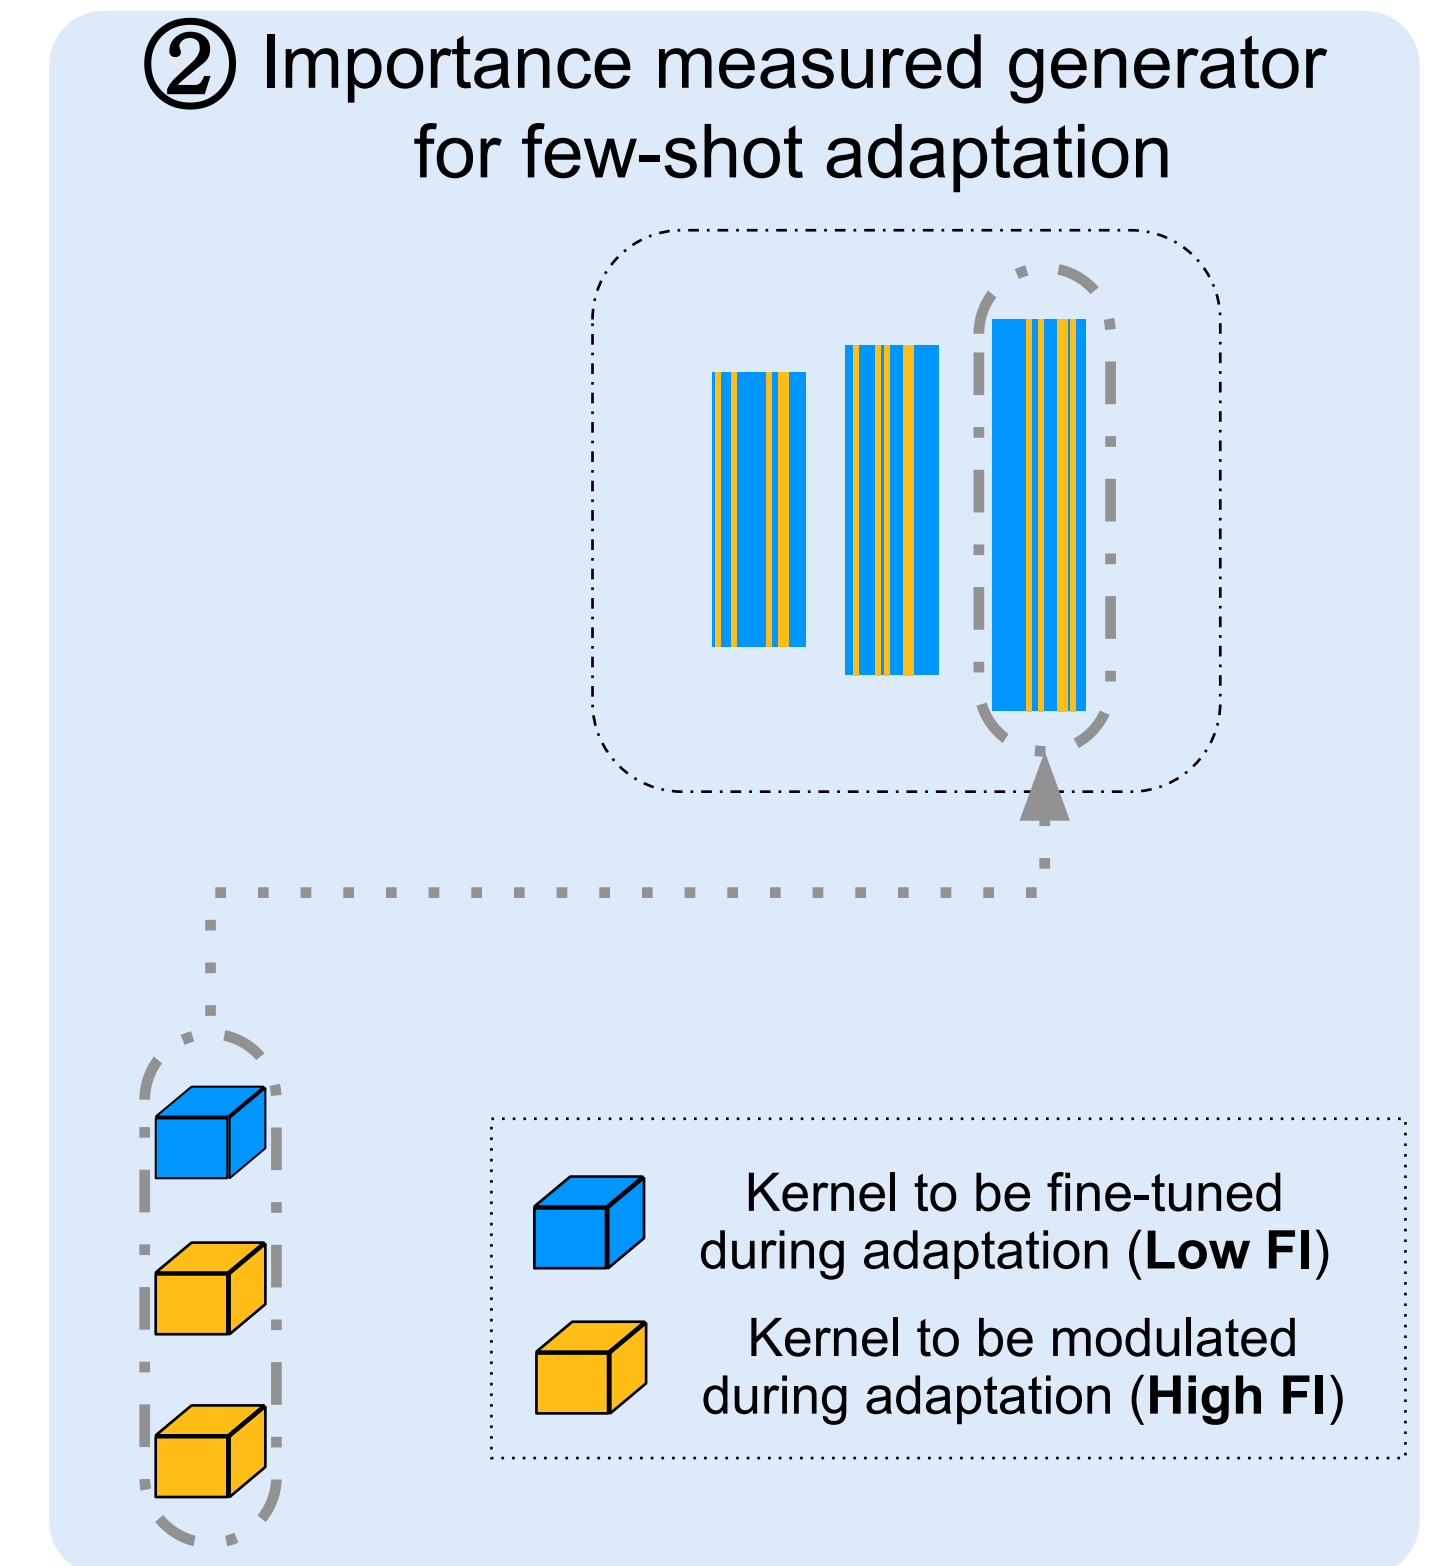 ② Importance measured generator
for few-shot adaptation
Kernel to be fine-tuned
during adaptation (Low FI)
Kernel to be modulated
during adaptation (High FI)